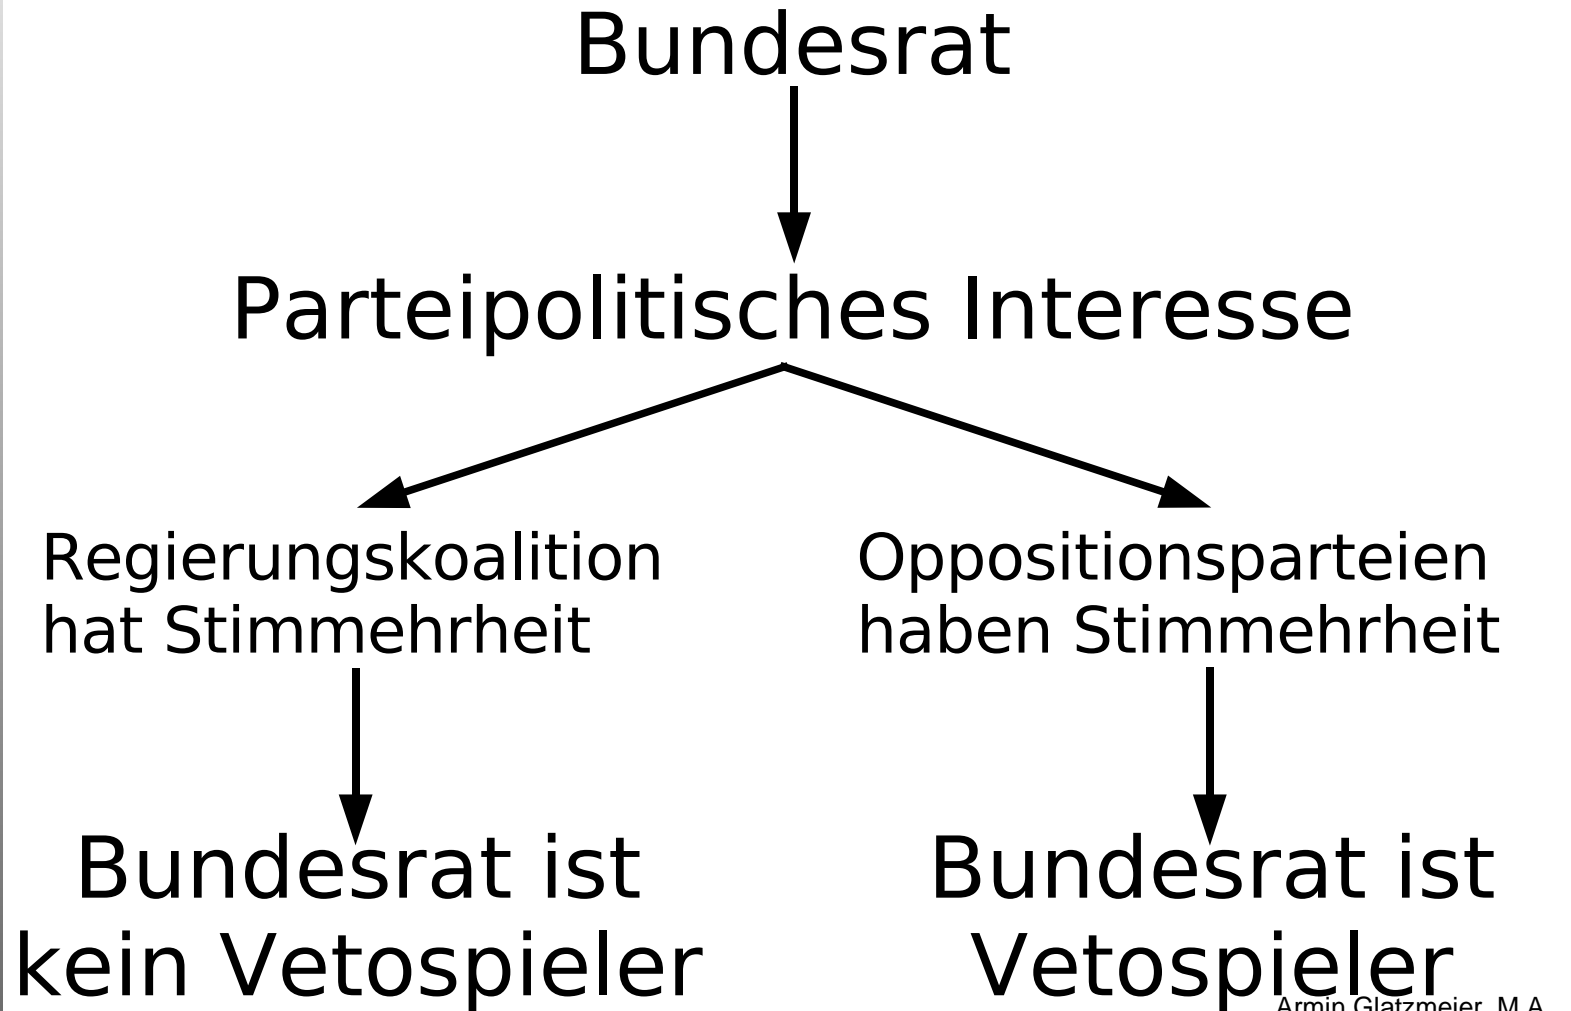 Bundesrat
Parteipolitisches Interesse
Regierungskoalition
hat Stimmehrheit
Oppositionsparteien
haben Stimmehrheit
Bundesrat ist
kein Vetospieler
Bundesrat ist
Vetospieler
Armin Glatzmeier, M.A.